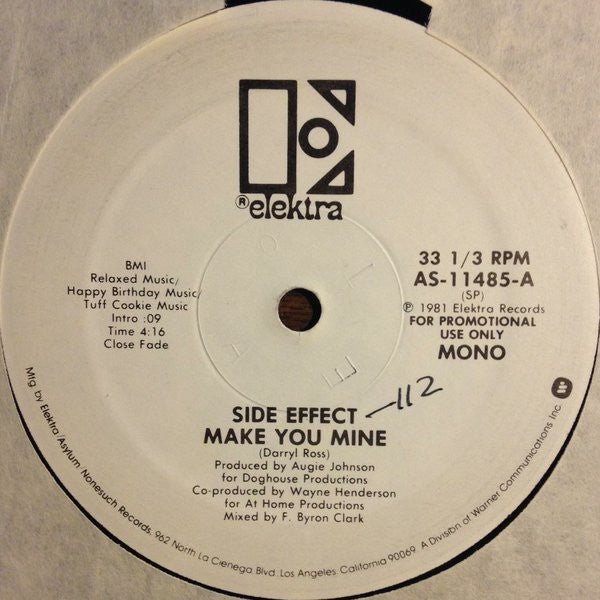 ® elektra
BMI
Relaxed Music/
Happy Birthday Music/
Tuff Cookie Music
Intro :09
Time 4:16
Close Fade
33 1/3 RPM
AS-11485-A
(SP)
℗ 1981 Elektra Records
FOR PROMOTIONAL
USE ONLY
MONO
SIDE EFFECT
112
MAKE YOU MINE
(Darryl Ross)
Produced by Augie Johnson
for Doghouse Productions
Co-produced by Wayne Henderson
for At Home Productions
Mixed by F. Byron Clark
Mfg by Elektra/Asylum/Nonesuch Records, 962 North La Cienega Blvd. Los Angeles, California 90069 A Division of Warner Communications Inc